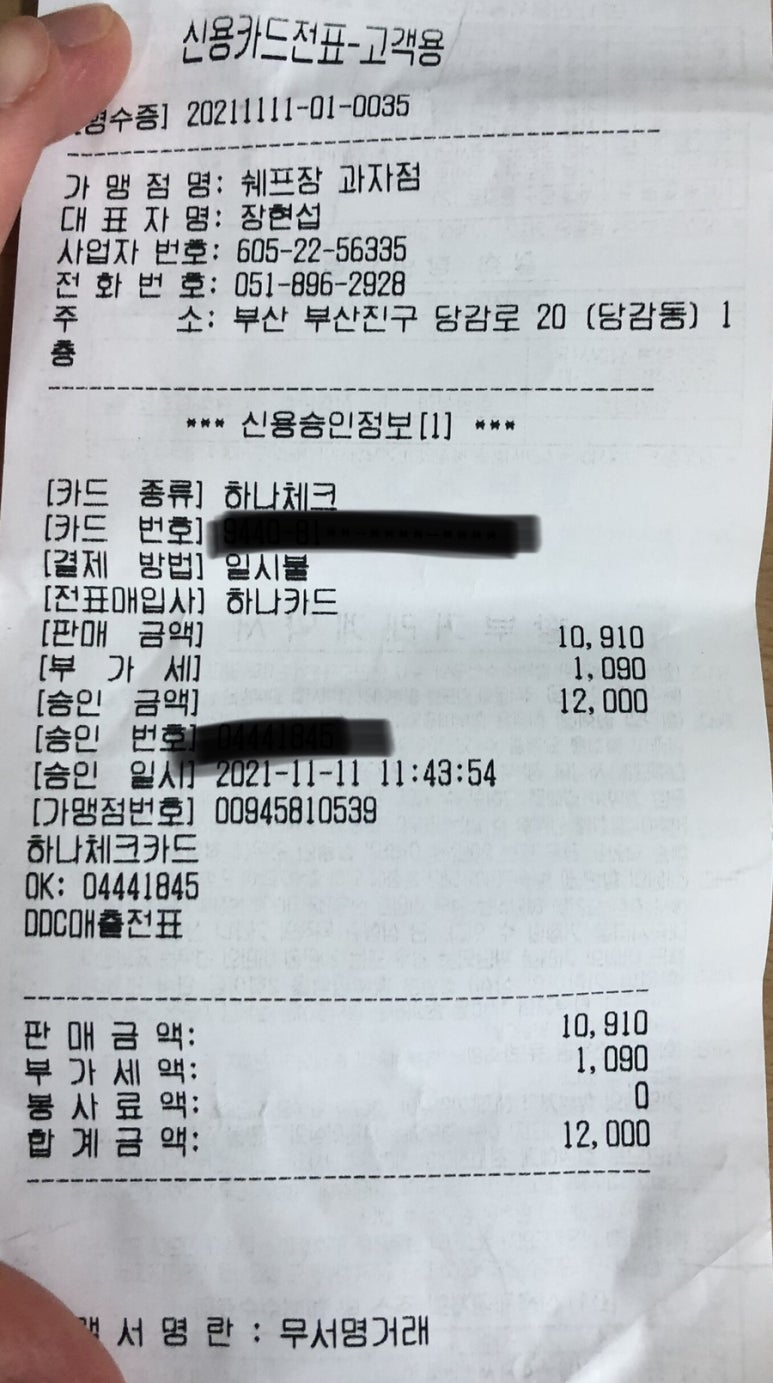 신용카드전표-고객용
영수증] 20211111-01-0035
가 맹 점 명: 쉐프장 과자점
대 표 자 명: 장현섭
사업자 번호: 605-22-56335
전 화 번 호: 051-896-2928
주 소: 부산 부산진구 당감로 20 (당감동) 1
층
*** 신용승인정보[1] ***
[카드 종류] 하나체크
[카드 번호]
[결제 방법] 일시불
[전표매입사] 하나카드
[판매 금액] 10,910
[부 가 세] 1,090
[승인 금액] 12,000
[승인 번호]
[승인 일시] 2021-11-11 11:43:54
[가맹점번호] 00945810539
하나체크카드
OK: 04441845
DDC매출전표
판 매 금 액: 10,910
부 가 세 액: 1,090
봉 사 료 액: 0
합 계 금 액: 12,000
서 명 란 : 무서명거래